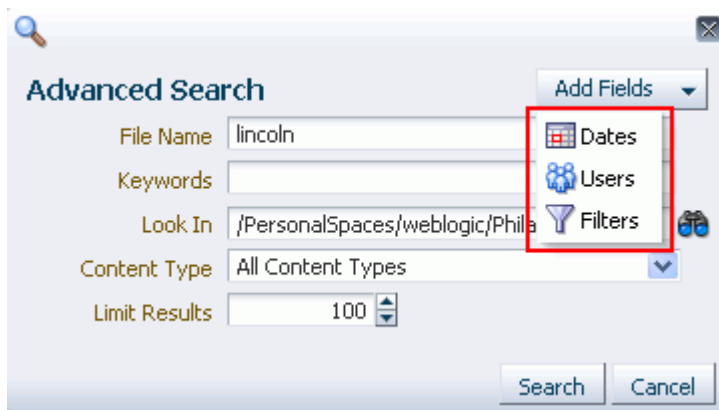 Advanced Search
Add Fields
File Name lincoln
Dates
Keywords
Users
Look In /PersonalSpaces/weblogic/Phila
Filters
Content Type All Content Types
Limit Results 100
Search Cancel